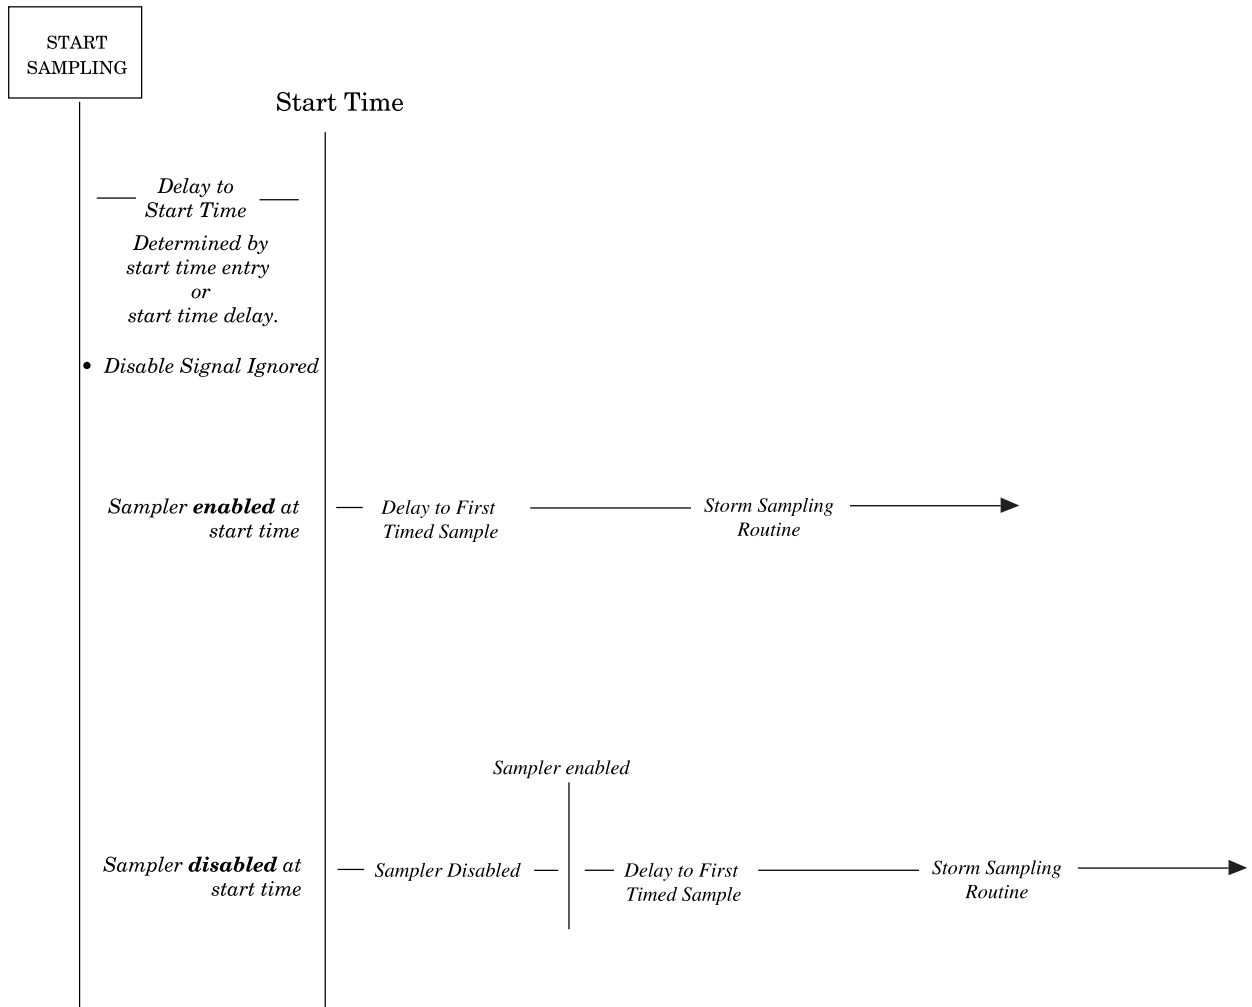 START
SAMPLING
Start Time
Delay to
Start Time
Determined by
start time entry
or
start time delay.
• Disable Signal Ignored
Sampler enabled at
start time
Delay to First
Timed Sample
Storm Sampling
Routine
Sampler enabled
Sampler disabled at
start time
Sampler Disabled
Delay to First
Timed Sample
Storm Sampling
Routine